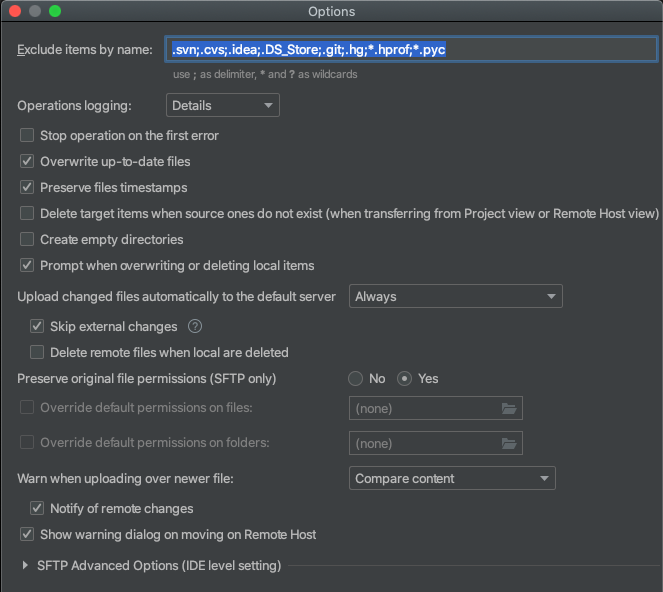 Options
Exclude items by name: .svn;.cvs;.idea;.DS_Store;.git;.hg;*.hprof;*.pyc
use ; as delimiter, * and ? as wildcards
Operations logging: Details
Stop operation on the first error
Overwrite up-to-date files
Preserve files timestamps
Delete target items when source ones do not exist (when transferring from Project view or Remote Host view)
Create empty directories
Prompt when overwriting or deleting local items
Upload changed files automatically to the default server Always
Skip external changes ?
Delete remote files when local are deleted
Preserve original file permissions (SFTP only) No Yes
Override default permissions on files: (none)
Override default permissions on folders: (none)
Warn when uploading over newer file: Compare content
Notify of remote changes
Show warning dialog on moving on Remote Host
SFTP Advanced Options (IDE level setting)